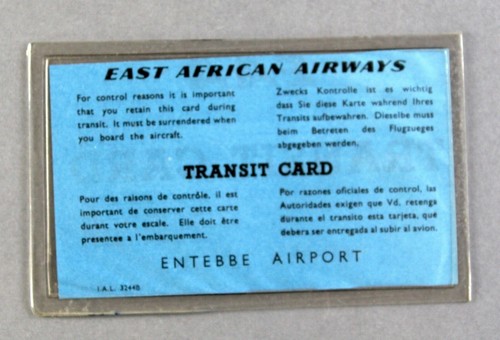 EAST AFRICAN AIRWAYS
For control reasons it is important
that you retain this card during
transit. It must be surrendered when
you board the aircraft.
Zwecks Kontrolle ist es wichtig
dass Sie diese Karte wahrend Ihres
Transits aufbewahren. Dieselbe muss
beim Betreten des Flugzueges
abgegeben werden.
TRANSIT CARD
Pour des raisons de contrôle, il est
important de conserver cette carte
durant votre escale. Elle doit être
presentee a l'embarquement.
Por razones oficiales de control, las
Autoridades exigen que Vd, retenga
durante el transito esta tarjeta, qué
debera ser entregada al subir al avion.
ENTEBBE AIRPORT
I.A.L. 32448